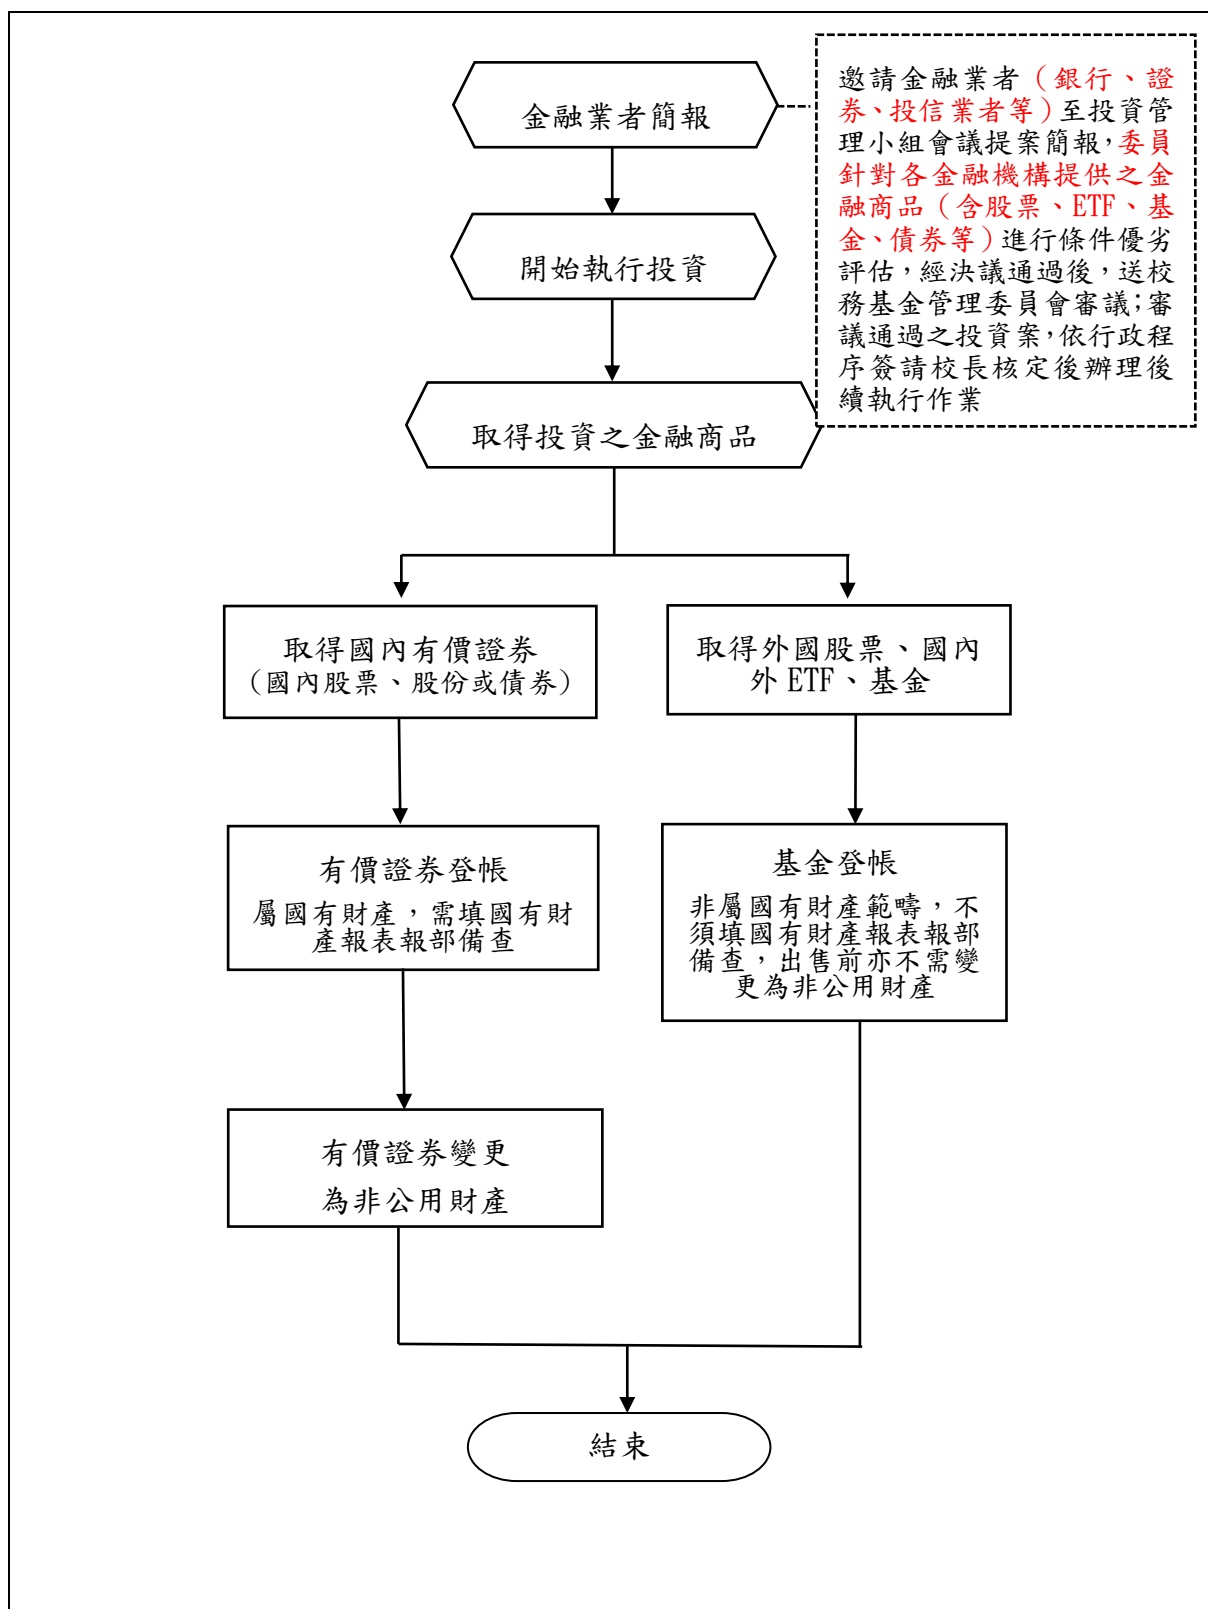 金融業者簡報
邀請金融業者（銀行、證
券、投信業者等）至投資管
理小組會議提案簡報，委員
針對各金融機構提供之金
融商品（含股票、ETF、基
金、債券等）進行條件優劣
評估，經決議通過後，送校
務基金管理委員會審議；審
議通過之投資案，依行政程
序簽請校長核定後辦理後
續執行作業
開始執行投資
取得投資之金融商品
取得國內有價證券
（國內股票、股份或債券）
取得外國股票、國內
外 ETF、基金
有價證券登帳
屬國有財產，需填國有財
產報表報部備查
基金登帳
非屬國有財產範疇，不
須填國有財產報表報部
備查，出售前亦不需變
更為非公用財產
有價證券變更
為非公用財產
結束